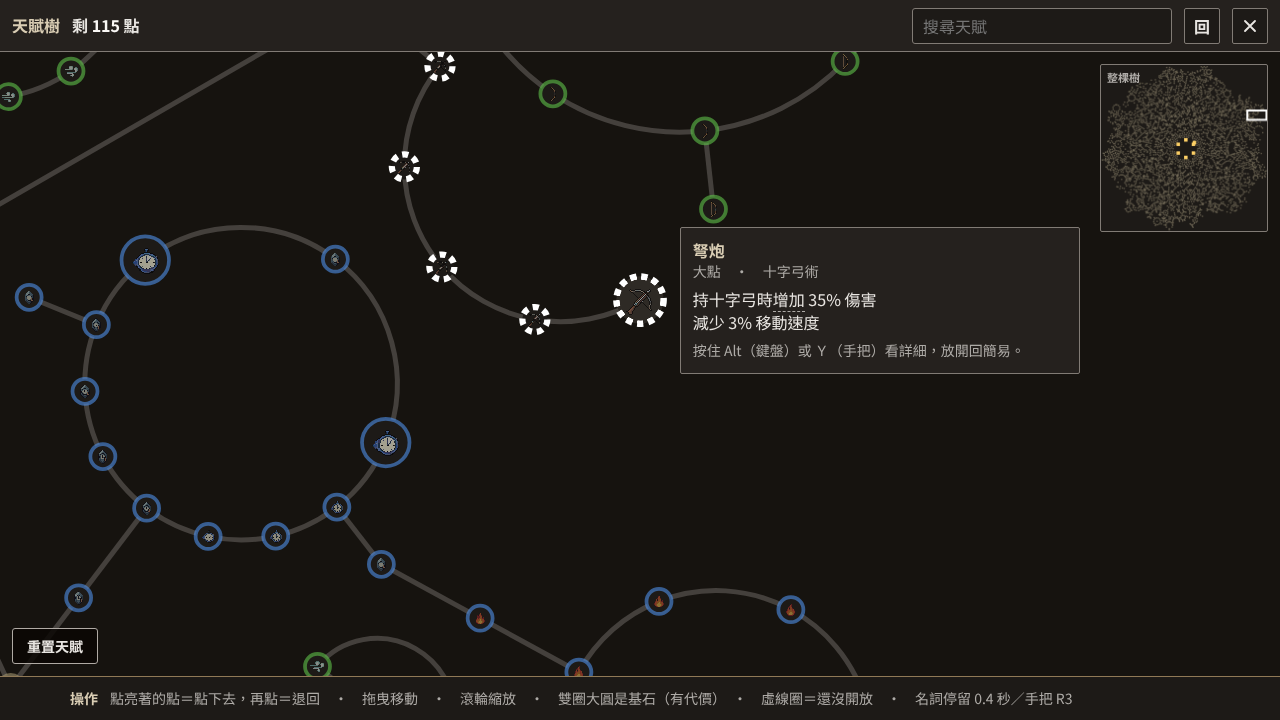 天賦樹 剩 115 點
搜尋天賦
回 ✕
整棵樹
弩炮
大點 · 十字弓術
持十字弓時增加 35% 傷害
減少 3% 移動速度
按住 Alt（鍵盤）或 Y（手把）看詳細，放開回簡易。
重置天賦
操作 點亮著的點＝點下去，再點＝退回 · 拖曳移動 · 滾輪縮放 · 雙圈大圓是基石（有代價） · 虛線圈＝還沒開放 · 名詞停留 0.4 秒／手把 R3